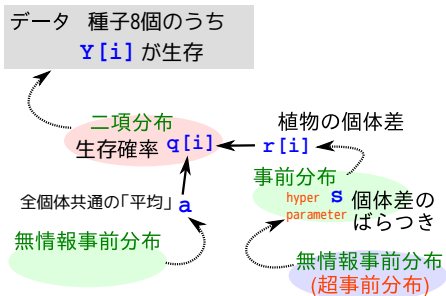 データ 種子8個のうち
Y[i] が生存
二項分布
生存確率 q[i]
植物の個体差
r[i]
事前分布
hyper parameter s 個体差の
ばらつき
全個体共通の「平均」 a
無情報事前分布
無情報事前分布
(超事前分布)